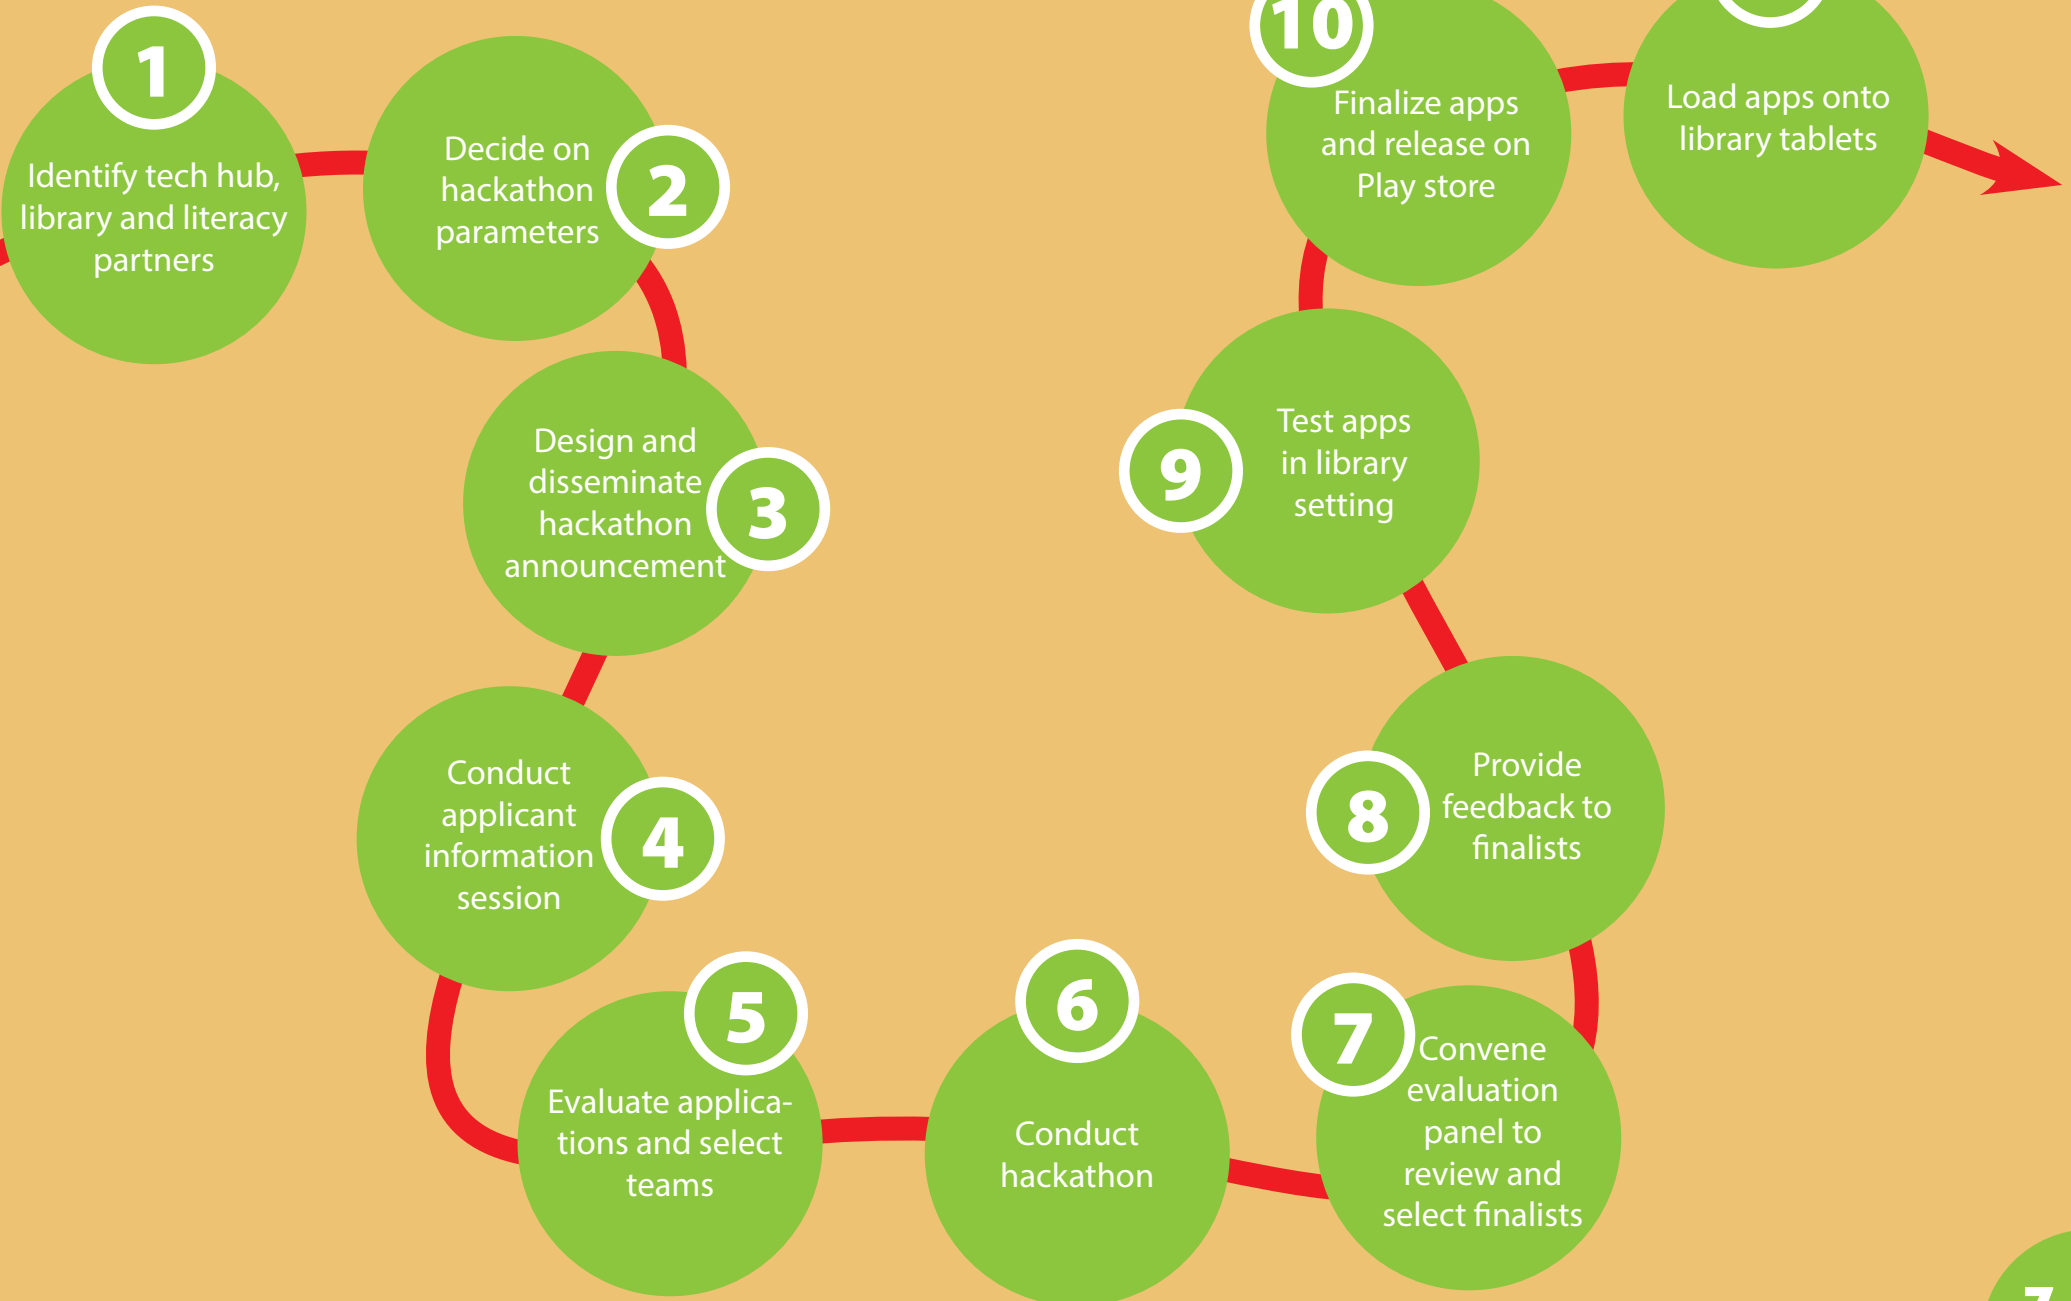 1
Identify tech hub,
library and literacy
partners
2
Decide on
hackathon
parameters
3
Design and
disseminate
hackathon
announcement
4
Conduct
applicant
information
session
5
Evaluate applica-
tions and select
teams
6
Conduct
hackathon
7
Convene
evaluation
panel to
review and
select finalists
8
Provide
feedback to
finalists
9
Test apps
in library
setting
10
Finalize apps
and release on
Play store
Load apps onto
library tablets